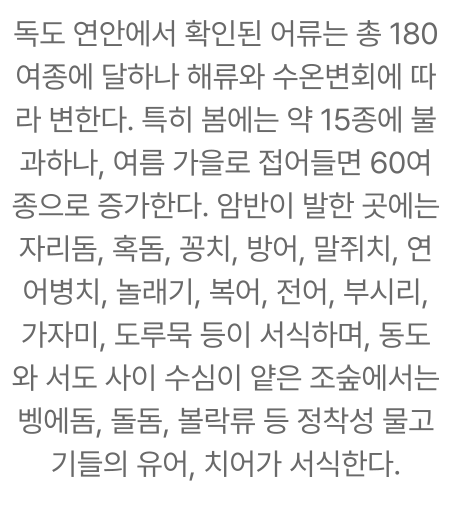 독도 연안에서 확인된 어류는 총 180
여종에 달하나 해류와 수온변회에 따
라 변한다. 특히 봄에는 약 15종에 불
과하나, 여름 가을로 접어들면 60여
종으로 증가한다. 암반이 발한 곳에는
자리돔, 혹돔, 꽁치, 방어, 말쥐치, 연
어병치, 놀래기, 복어, 전어, 부시리,
가자미, 도루묵 등이 서식하며, 동도
와 서도 사이 수심이 얕은 조숲에서는
벵에돔, 돌돔, 볼락류 등 정착성 물고
기들의 유어, 치어가 서식한다.